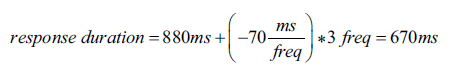 response duration = 880ms + (-70 ms/freq) * 3 freq = 670ms